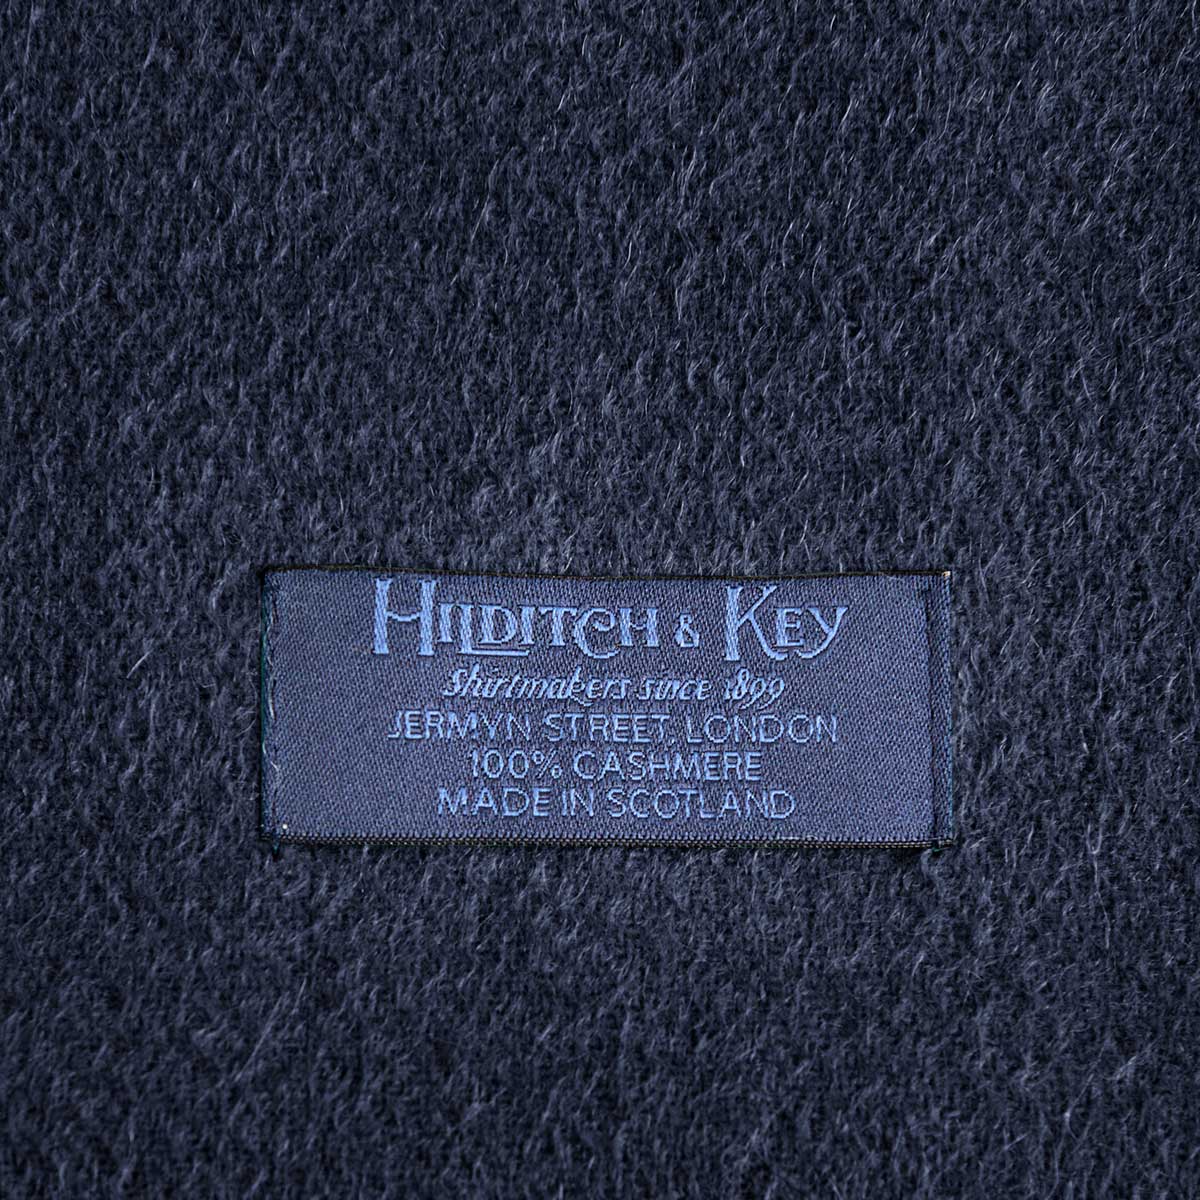 HILDITCH & KEY
Shirtmakers since 1899
JERMYN STREET, LONDON
100% CASHMERE
MADE IN SCOTLAND